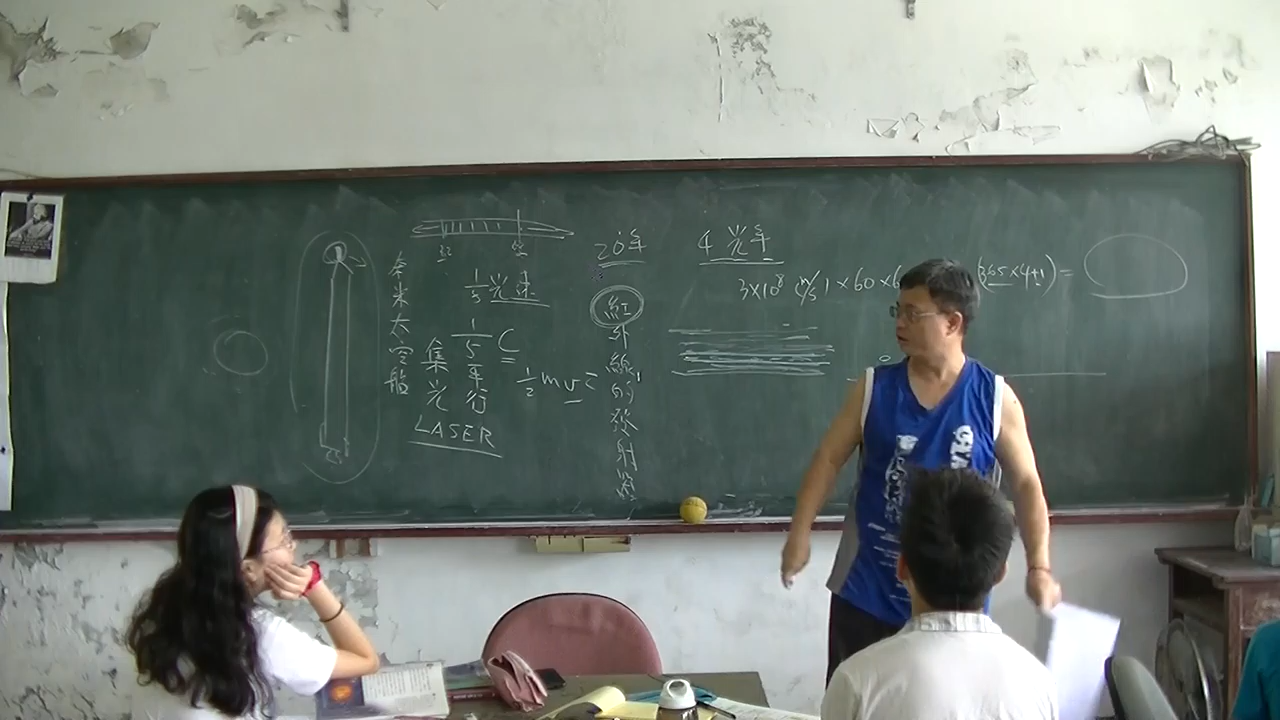 奈米太空船
1/5 光速
1/5 C
集光
平行
LASER
1/2 mv²
20年
紅外線的發射器
4 光年
3×10⁸ m/s 1×60×6
(365×4+1)=